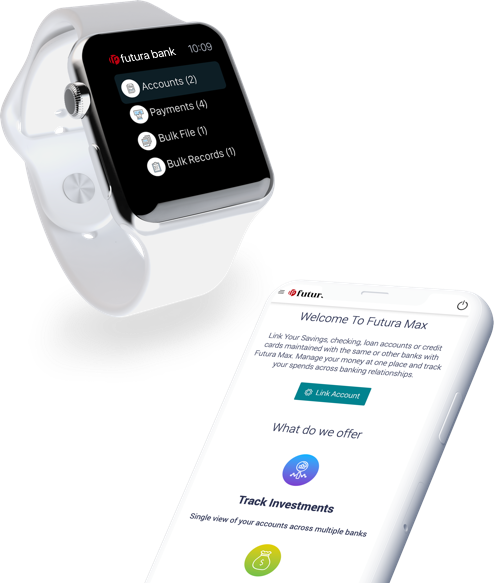 futura bank 10:09
Accounts (2)
Payments (4)
Bulk File (1)
Bulk Records (1)
futur.
Welcome To Futura Max
Link Your Savings, checking, loan accounts or credit
cards maintained with the same or other banks with
Futura Max. Manage your money at one place and track
your spends across banking relationships.
Link Account
What do we offer
Track Investments
Single view of your accounts across multiple banks
$